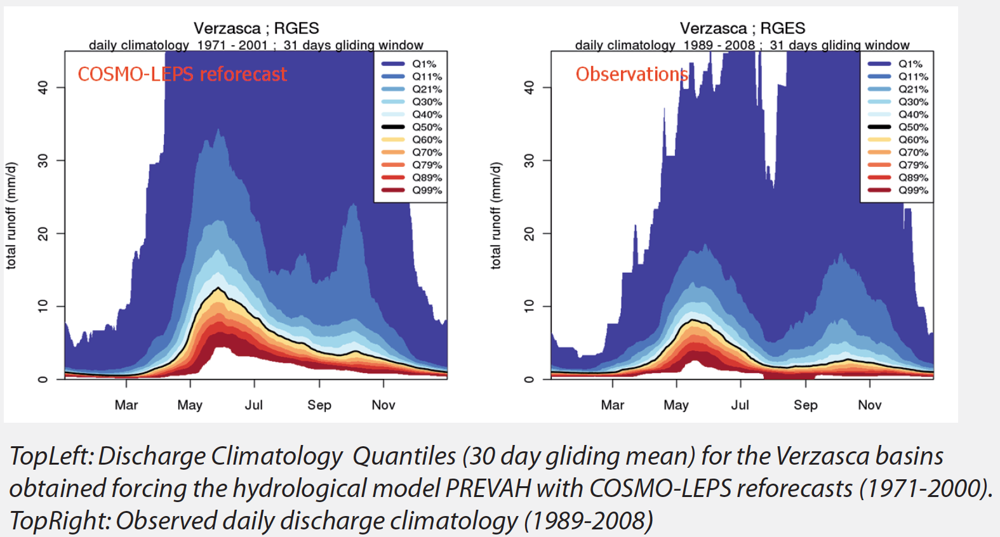 Verzasca ; RGES
daily climatology 1971 - 2001 ; 31 days gliding window
COSMO-LEPS reforecast
Q1%
Q11%
Q21%
Q30%
Q40%
Q50%
Q60%
Q70%
Q79%
Q89%
Q99%
total runoff (mm/d)
40
30
20
10
0
Mar May Jul Sep Nov
Verzasca ; RGES
daily climatology 1989 - 2008 ; 31 days gliding window
Observations
Q1%
Q11%
Q21%
Q30%
Q40%
Q50%
Q60%
Q70%
Q79%
Q89%
Q99%
total runoff (mm/d)
40
30
20
10
0
Mar May Jul Sep Nov
TopLeft: Discharge Climatology Quantiles (30 day gliding mean) for the Verzasca basins
obtained forcing the hydrological model PREVAH with COSMO-LEPS reforecasts (1971-2000).
TopRight: Observed daily discharge climatology (1989-2008)